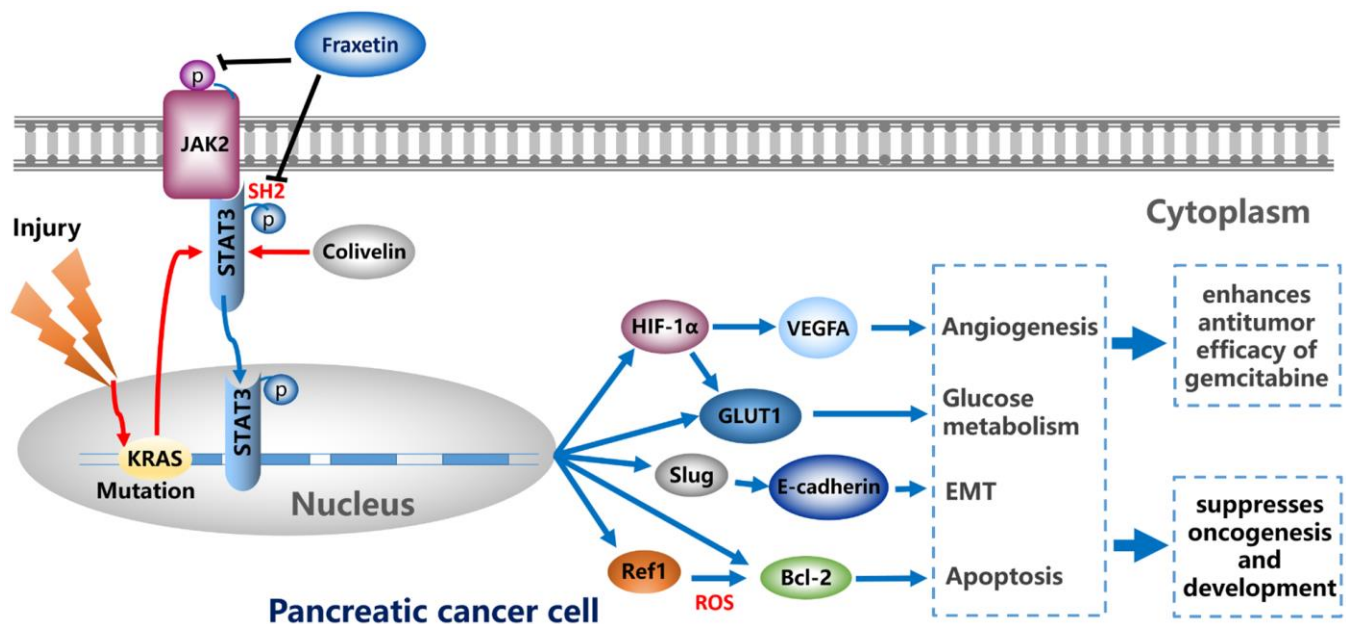 Fraxetin
p
JAK2
SH2
p
STAT3
Colivelin
Injury
Cytoplasm
HIF-1α
VEGFA
Angiogenesis
enhances
antitumor
efficacy of
gemcitabine
STAT3
p
GLUT1
Glucose
metabolism
KRAS
Mutation
Nucleus
Slug
E-cadherin
EMT
suppresses
oncogenesis
and
development
Ref1
ROS
Bcl-2
Apoptosis
Pancreatic cancer cell